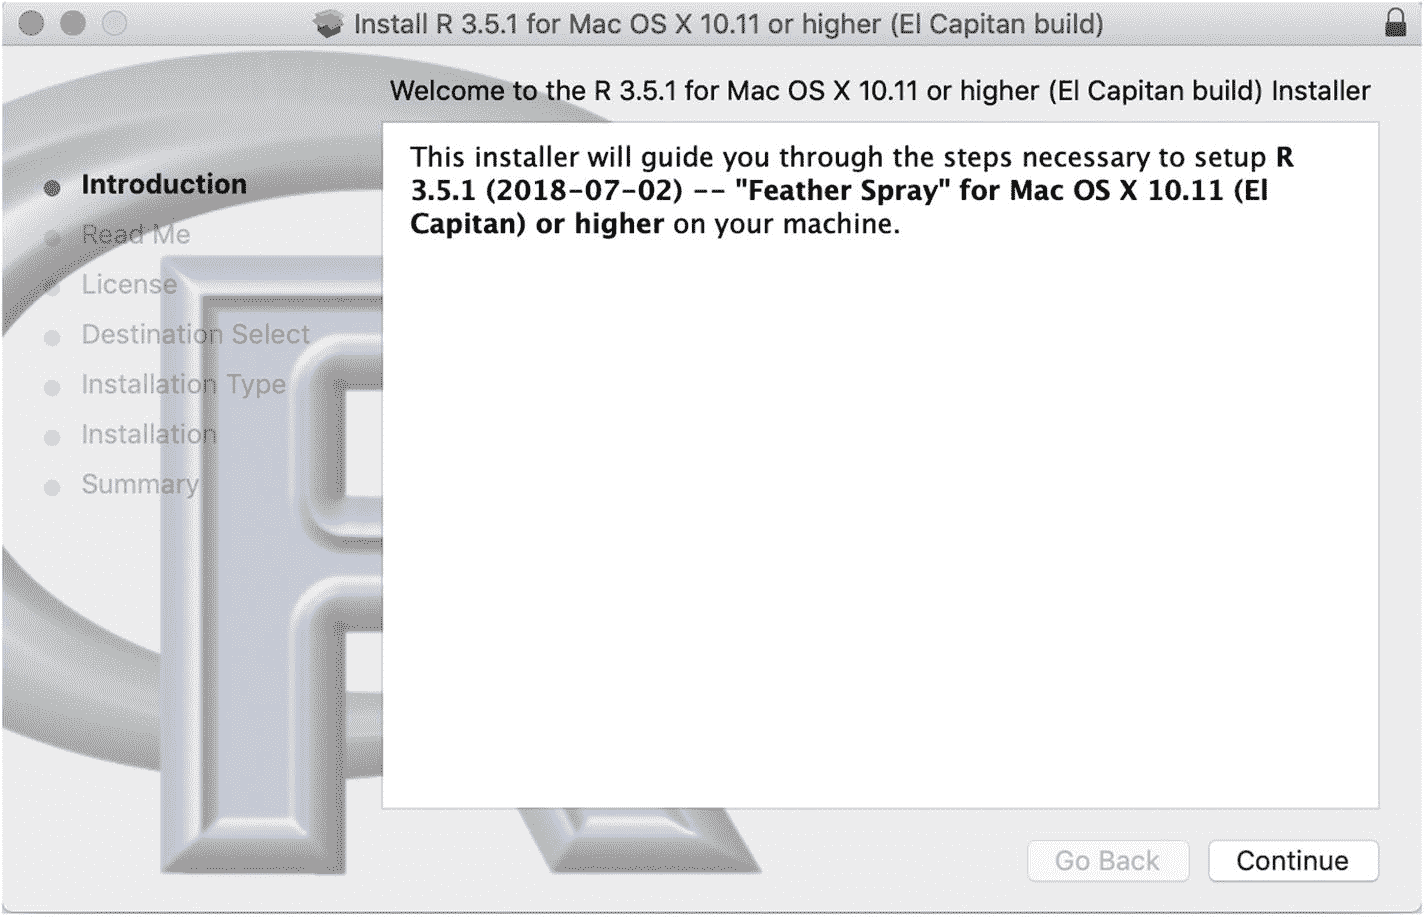 Install R 3.5.1 for Mac OS X 10.11 or higher (El Capitan build)
Welcome to the R 3.5.1 for Mac OS X 10.11 or higher (El Capitan build) Installer
Introduction
Read Me
License
Destination Select
Installation Type
Installation
Summary
This installer will guide you through the steps necessary to setup R
3.5.1 (2018-07-02) -- "Feather Spray" for Mac OS X 10.11 (El
Capitan) or higher on your machine.
Go Back
Continue